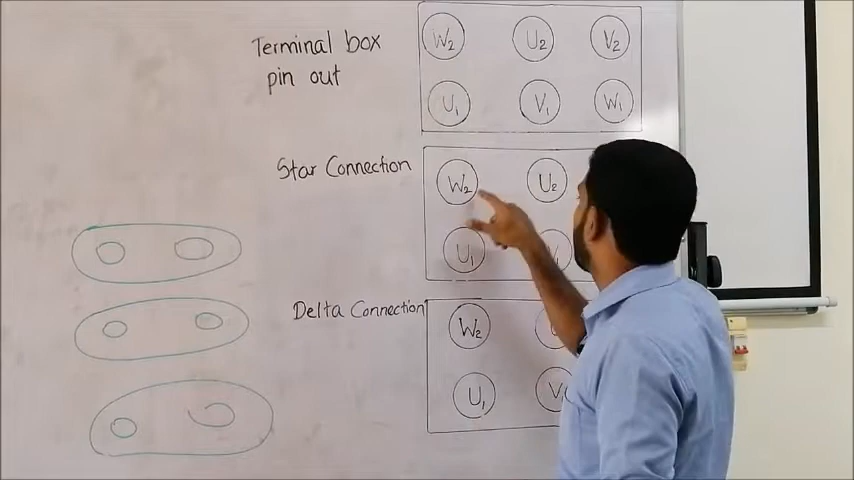 Terminal box
pin out
W2 U2 V2
U1 V1 W1
Star Connection
W2 U2
U1
Delta Connection
W2
U1